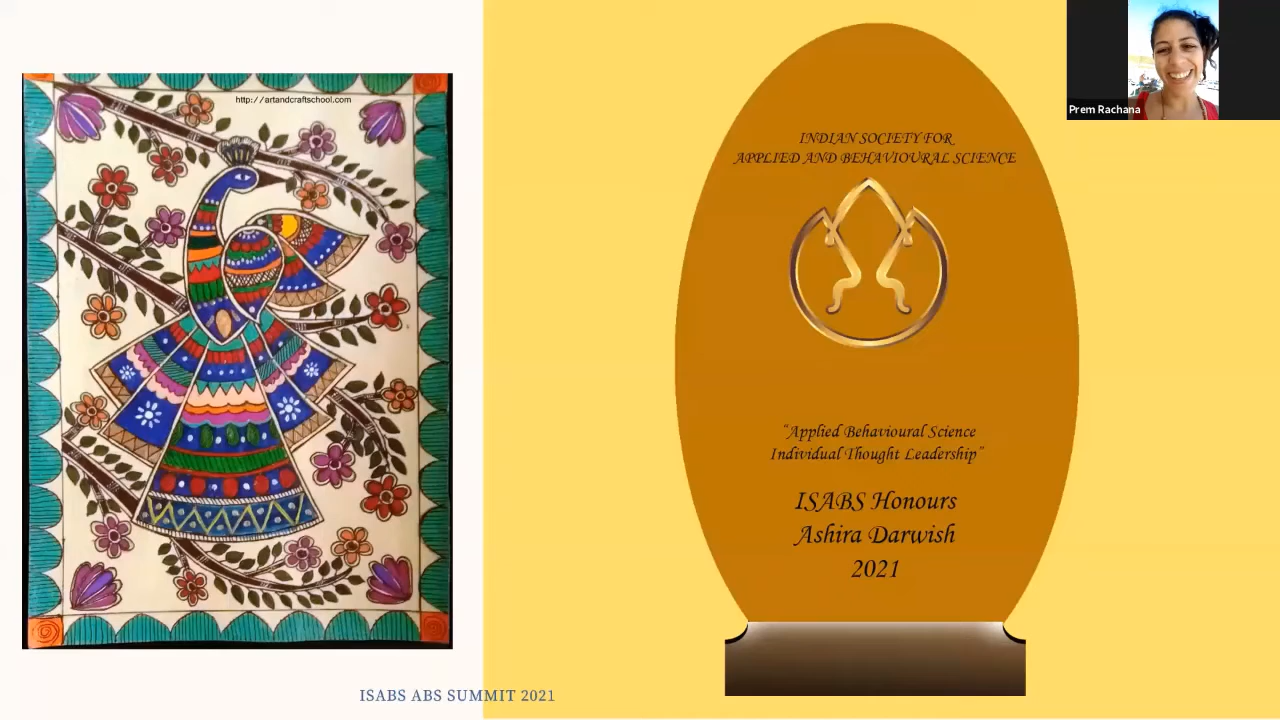 http://artandcraftschool.com
INDIAN SOCIETY FOR
APPLIED AND BEHAVIOURAL SCIENCE
"Applied Behavioural Science
Individual Thought Leadership"
ISABS Honours
Ashira Darwish
2021
ISABS ABS SUMMIT 2021
Prem Rachana